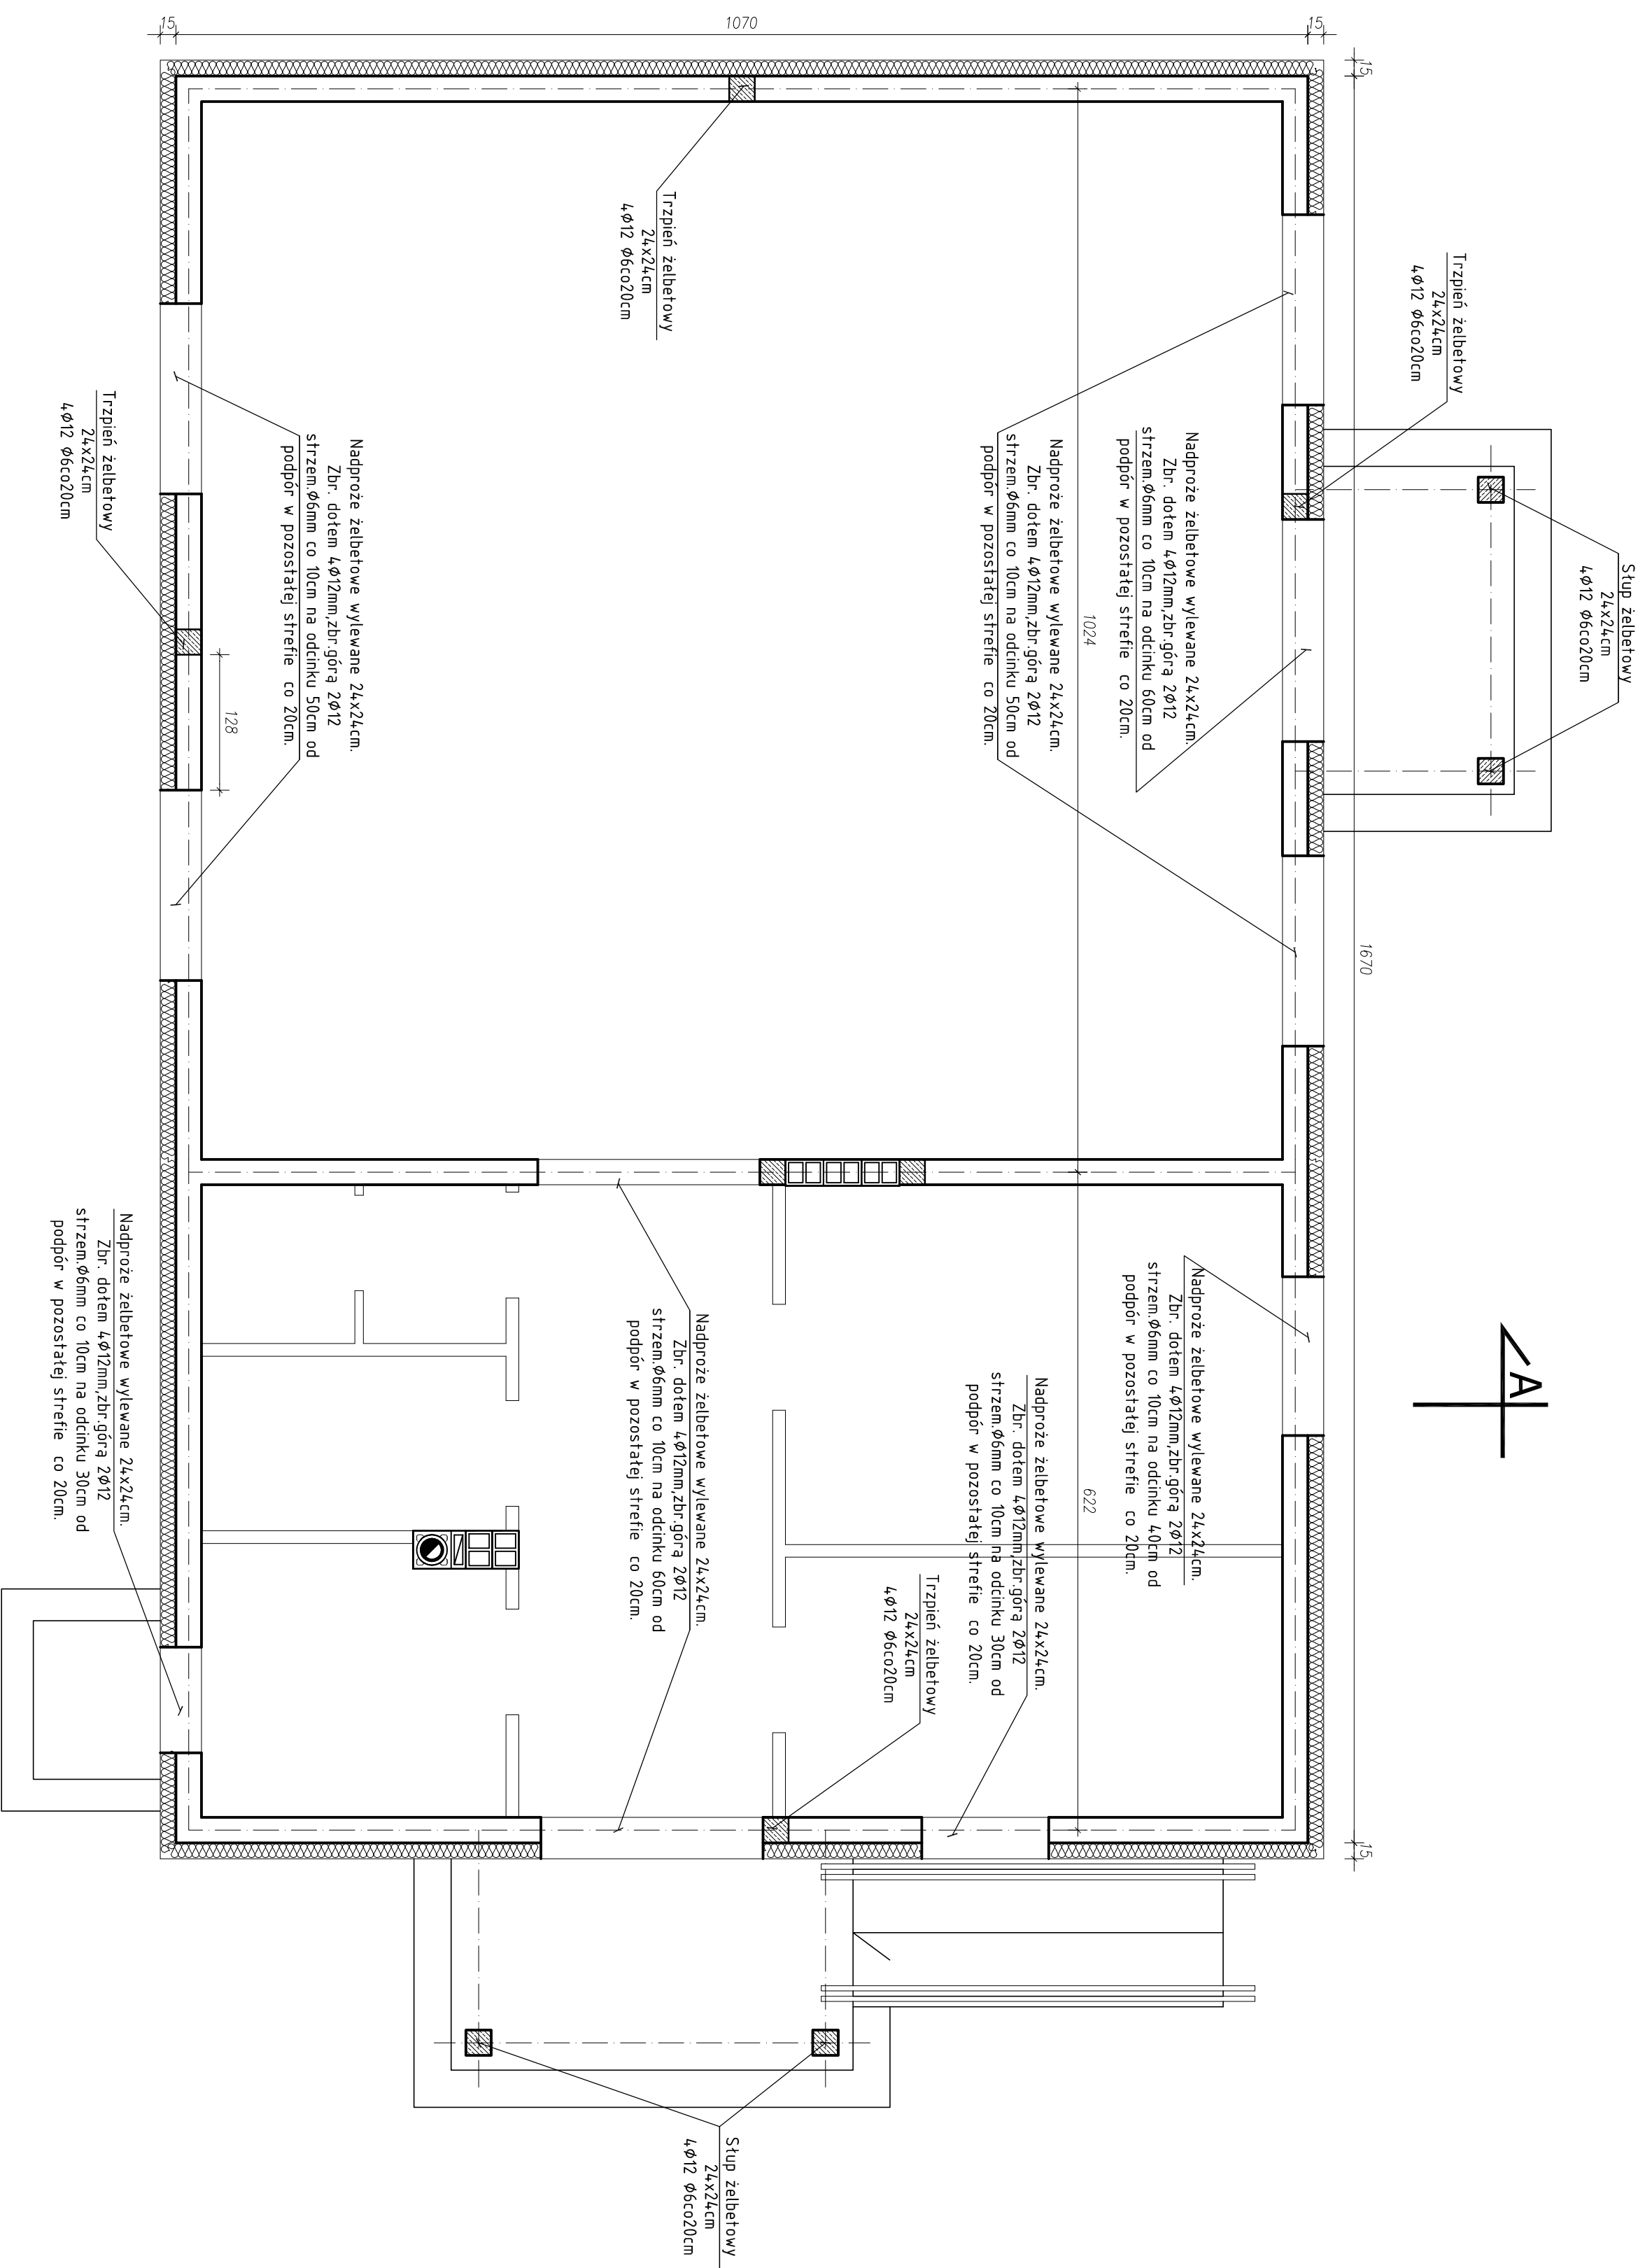 Słup żelbetowy
24x24cm
4Ø12 Ø6co20cm
Trzpień żelbetowy
24x24cm
4Ø12 Ø6co20cm
15
1670
15
A
Nadproże żelbetowe wylewane 24x24cm.
Zbr. dołem 4Ø12mm,zbr.górą 2Ø12
strzem.Ø6mm co 10cm na odcinku 60cm od
podpór w pozostałej strefie co 20cm.
Nadproże żelbetowe wylewane 24x24cm.
Zbr. dołem 4Ø12mm,zbr.górą 2Ø12
strzem.Ø6mm co 10cm na odcinku 40cm od
podpór w pozostałej strefie co 20cm.
1024
622
Nadproże żelbetowe wylewane 24x24cm.
Zbr. dołem 4Ø12mm,zbr.górą 2Ø12
strzem.Ø6mm co 10cm na odcinku 50cm od
podpór w pozostałej strefie co 20cm.
Nadproże żelbetowe wylewane 24x24cm.
Zbr. dołem 4Ø12mm,zbr.górą 2Ø12
strzem.Ø6mm co 10cm na odcinku 30cm od
podpór w pozostałej strefie co 20cm.
Trzpień żelbetowy
24x24cm
4Ø12 Ø6co20cm
15
1070
15
Trzpień żelbetowy
24x24cm
4Ø12 Ø6co20cm
Nadproże żelbetowe wylewane 24x24cm.
Zbr. dołem 4Ø12mm,zbr.górą 2Ø12
strzem.Ø6mm co 10cm na odcinku 60cm od
podpór w pozostałej strefie co 20cm.
Słup żelbetowy
24x24cm
4Ø12 Ø6co20cm
Nadproże żelbetowe wylewane 24x24cm.
Zbr. dołem 4Ø12mm,zbr.górą 2Ø12
strzem.Ø6mm co 10cm na odcinku 50cm od
podpór w pozostałej strefie co 20cm.
128
Trzpień żelbetowy
24x24cm
4Ø12 Ø6co20cm
Nadproże żelbetowe wylewane 24x24cm.
Zbr. dołem 4Ø12mm,zbr.górą 2Ø12
strzem.Ø6mm co 10cm na odcinku 30cm od
podpór w pozostałej strefie co 20cm.